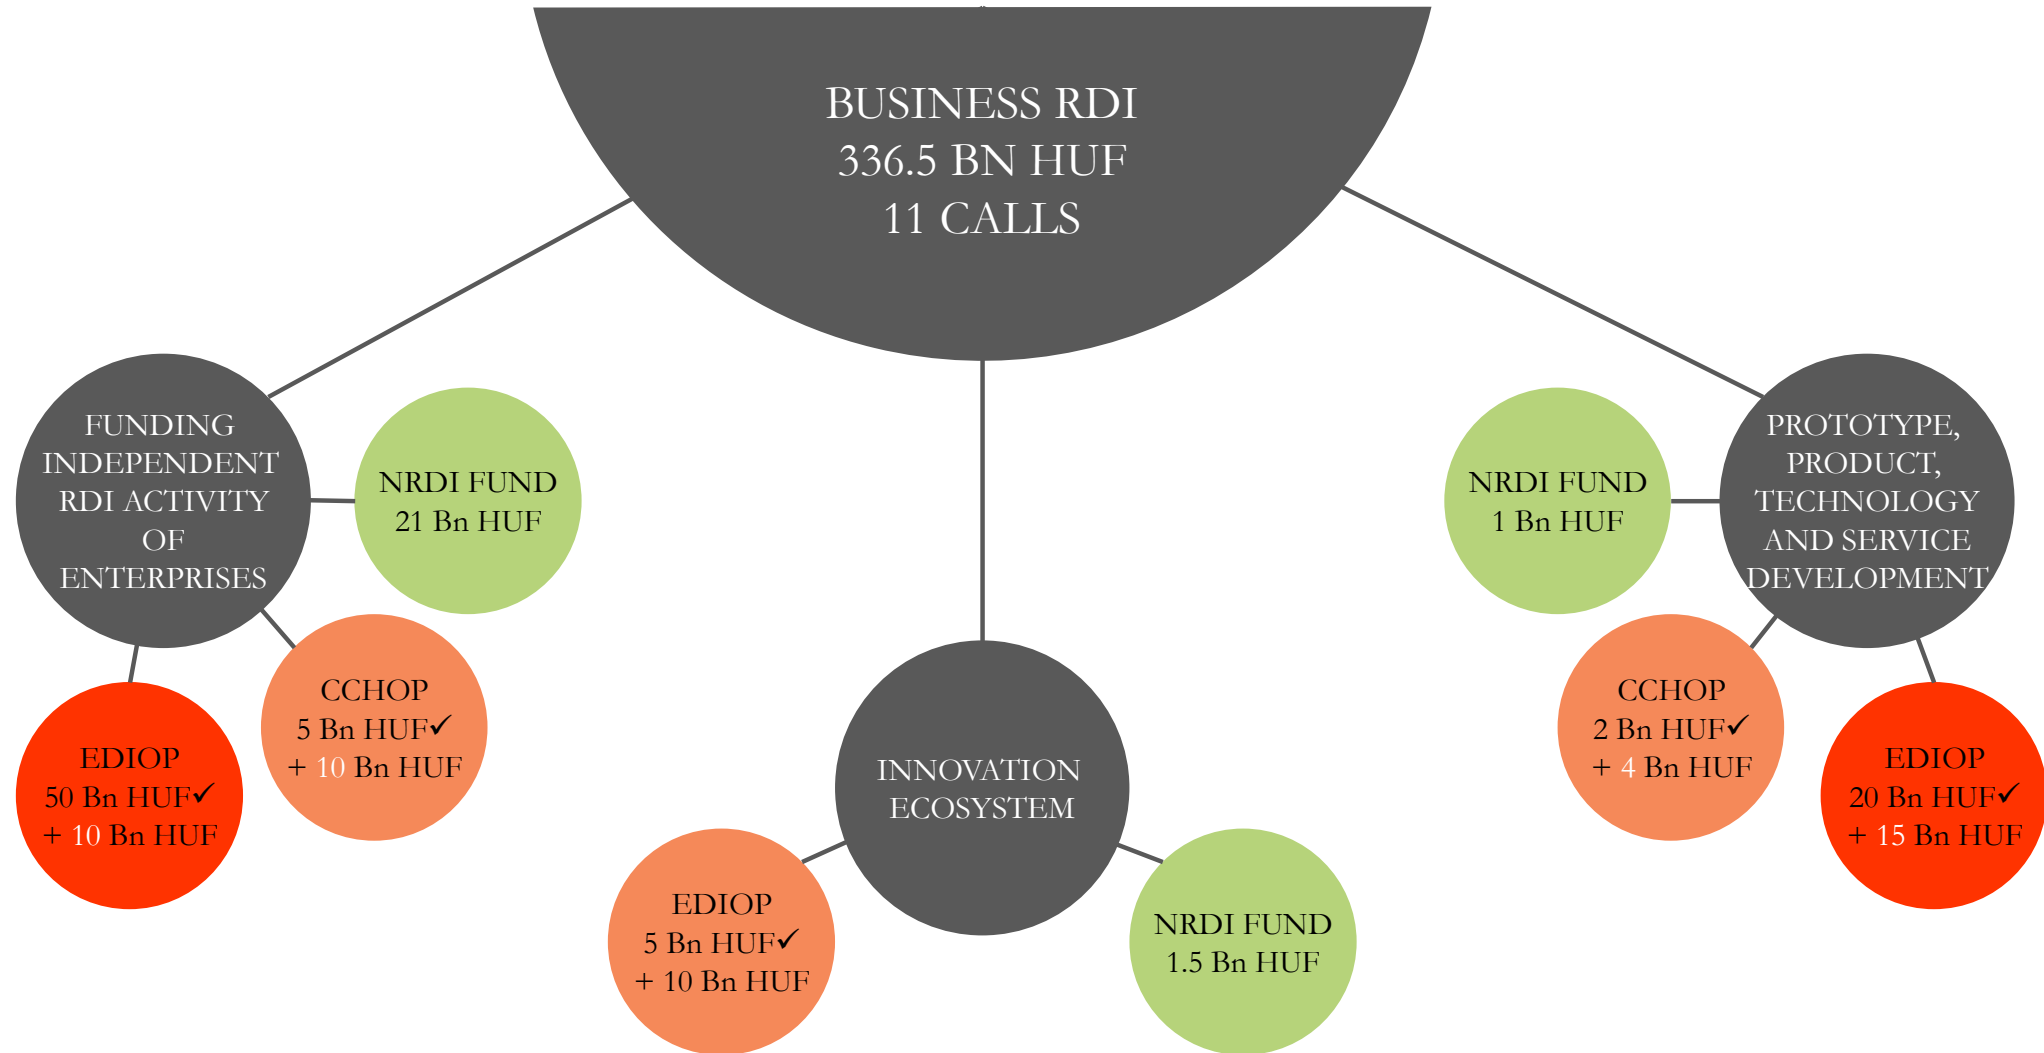 BUSINESS RDI
336.5 BN HUF
11 CALLS
FUNDING
INDEPENDENT
RDI ACTIVITY
OF
ENTERPRISES
NRDI FUND
21 Bn HUF
CCHOP
5 Bn HUF✓
+ 10 Bn HUF
EDIOP
50 Bn HUF✓
+ 10 Bn HUF
INNOVATION
ECOSYSTEM
EDIOP
5 Bn HUF✓
+ 10 Bn HUF
NRDI FUND
1.5 Bn HUF
PROTOTYPE,
PRODUCT,
TECHNOLOGY
AND SERVICE
DEVELOPMENT
NRDI FUND
1 Bn HUF
CCHOP
2 Bn HUF✓
+ 4 Bn HUF
EDIOP
20 Bn HUF✓
+ 15 Bn HUF